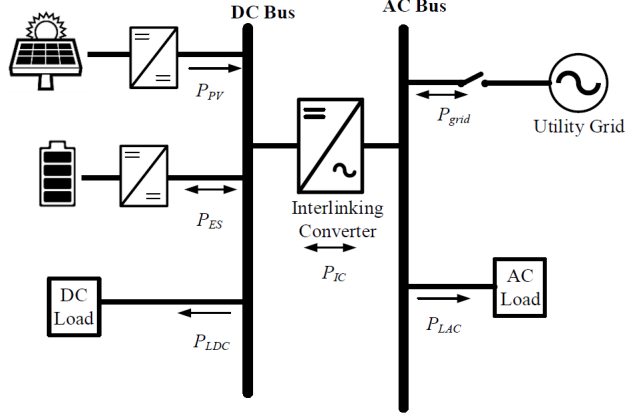 DC Bus
AC Bus
P_PV
P_grid
Utility Grid
P_ES
Interlinking
Converter
P_IC
DC
Load
AC
Load
P_LDC
P_LAC